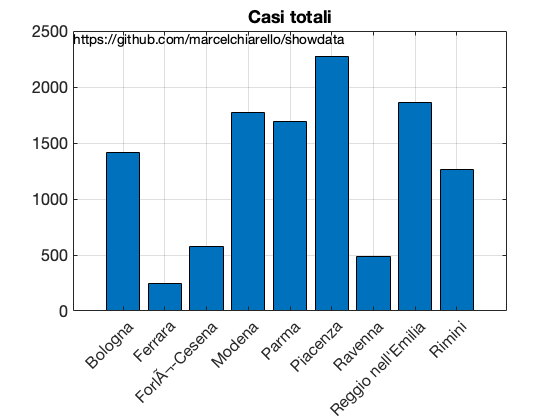 Casi totali
https://github.com/marcelchiarello/showdata
2500
2000
1500
1000
500
0
Bologna
Ferrara
ForlÃ¬-Cesena
Modena
Parma
Piacenza
Ravenna
Reggio nell'Emilia
Rimini